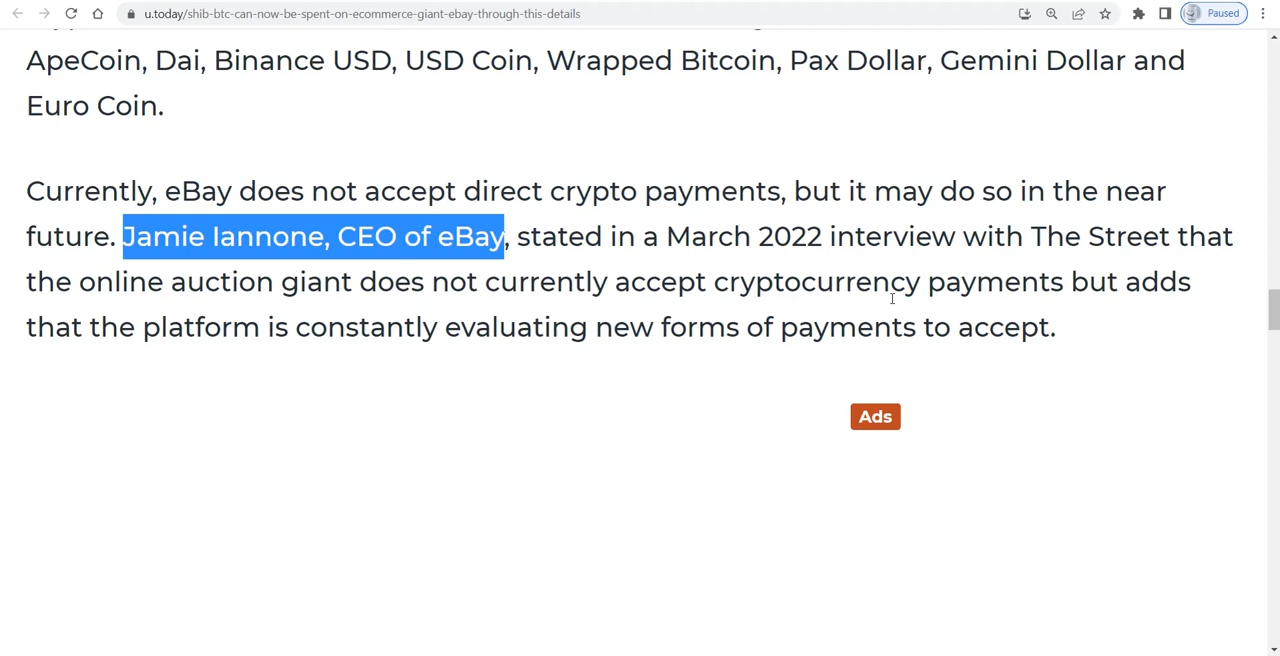 u.today/shib-btc-can-now-be-spent-on-ecommerce-giant-ebay-through-this-details
Paused
ApeCoin, Dai, Binance USD, USD Coin, Wrapped Bitcoin, Pax Dollar, Gemini Dollar and
Euro Coin.
Currently, eBay does not accept direct crypto payments, but it may do so in the near
future. Jamie Iannone, CEO of eBay, stated in a March 2022 interview with The Street that
the online auction giant does not currently accept cryptocurrency payments but adds
that the platform is constantly evaluating new forms of payments to accept.
Ads